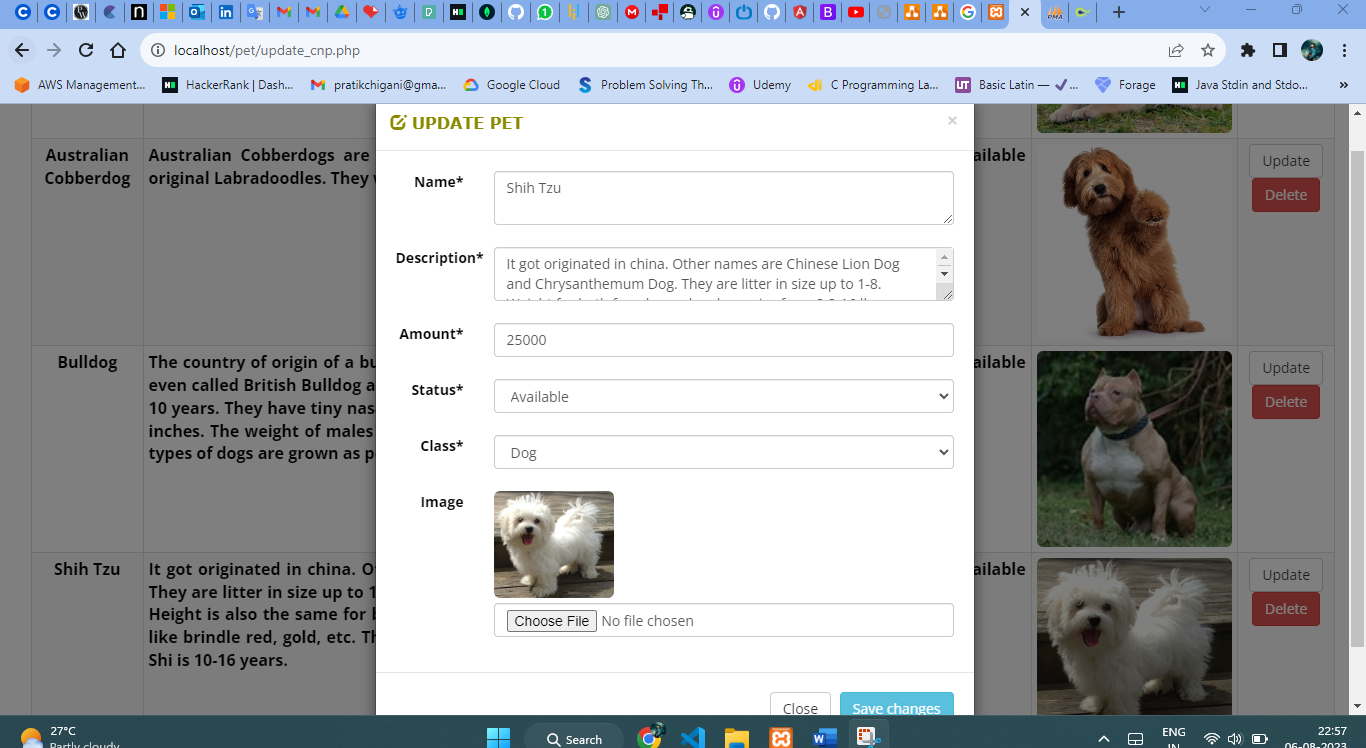 localhost/pet/update_cnp.php
AWS Management...
HackerRank | Dash...
pratikchigani@gma...
Google Cloud
Problem Solving Th...
Udemy
C Programming La...
Basic Latin — ✓...
Forage
Java Stdin and Stdo...
»
UPDATE PET
×
Name*
Shih Tzu
Description*
It got originated in china. Other names are Chinese Lion Dog
and Chrysanthemum Dog. They are litter in size up to 1-8.
Amount*
25000
Status*
Available
Class*
Dog
Image
Choose File No file chosen
Close
Save changes
Australian
Cobberdog
Australian Cobberdogs are
original Labradoodles. They
ailable
Update
Delete
Bulldog
The country of origin of a
even called British Bulldog
10 years. They have tiny
inches. The weight of males
types of dogs are grown as
ailable
Update
Delete
Shih Tzu
It got originated in china.
They are litter in size up to
Height is also the same for
like brindle red, gold, etc.
Shi is 10-16 years.
ailable
Update
Delete
27°C
Partly cloudy
Search
ENG
IN
22:57
06-08-2023